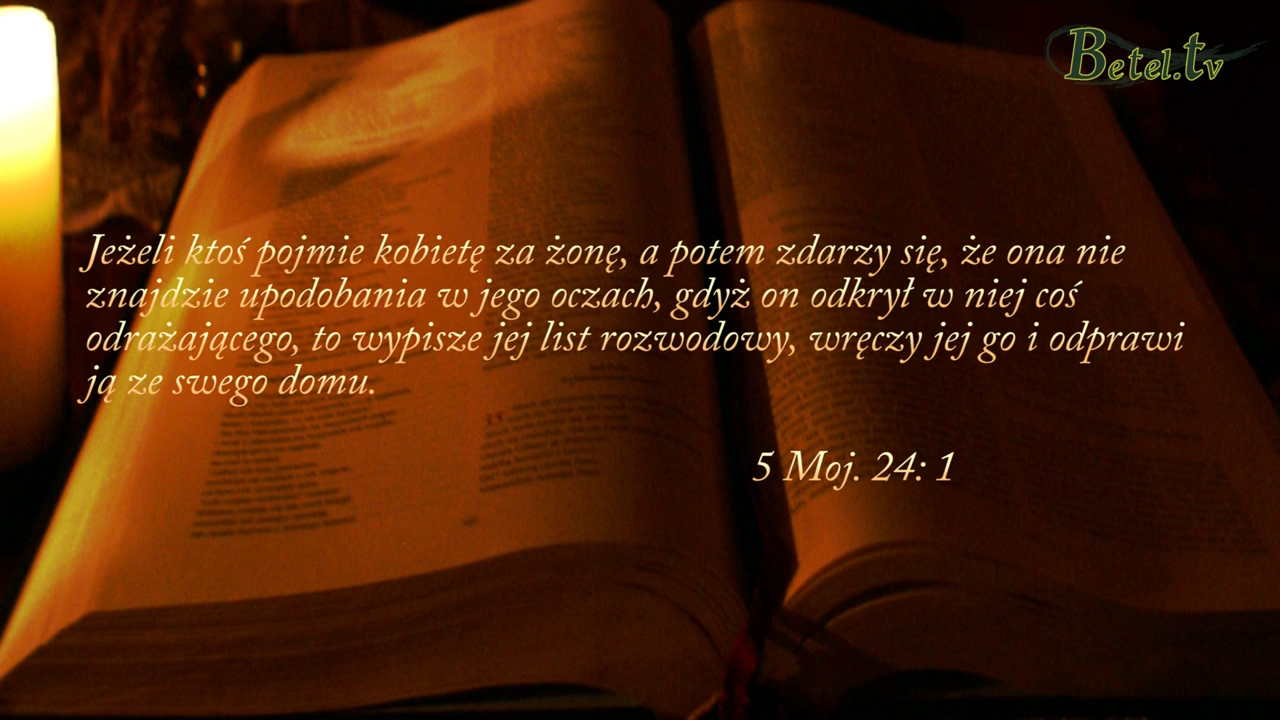 Betel.tv
Jeżeli ktoś pojmie kobietę za żonę, a potem zdarzy się, że ona nie
znajdzie upodobania w jego oczach, gdyż on odkrył w niej coś
odrażającego, to wypisze jej list rozwodowy, wręczy jej go i odprawi
ją ze swego domu.
5 Moj. 24: 1